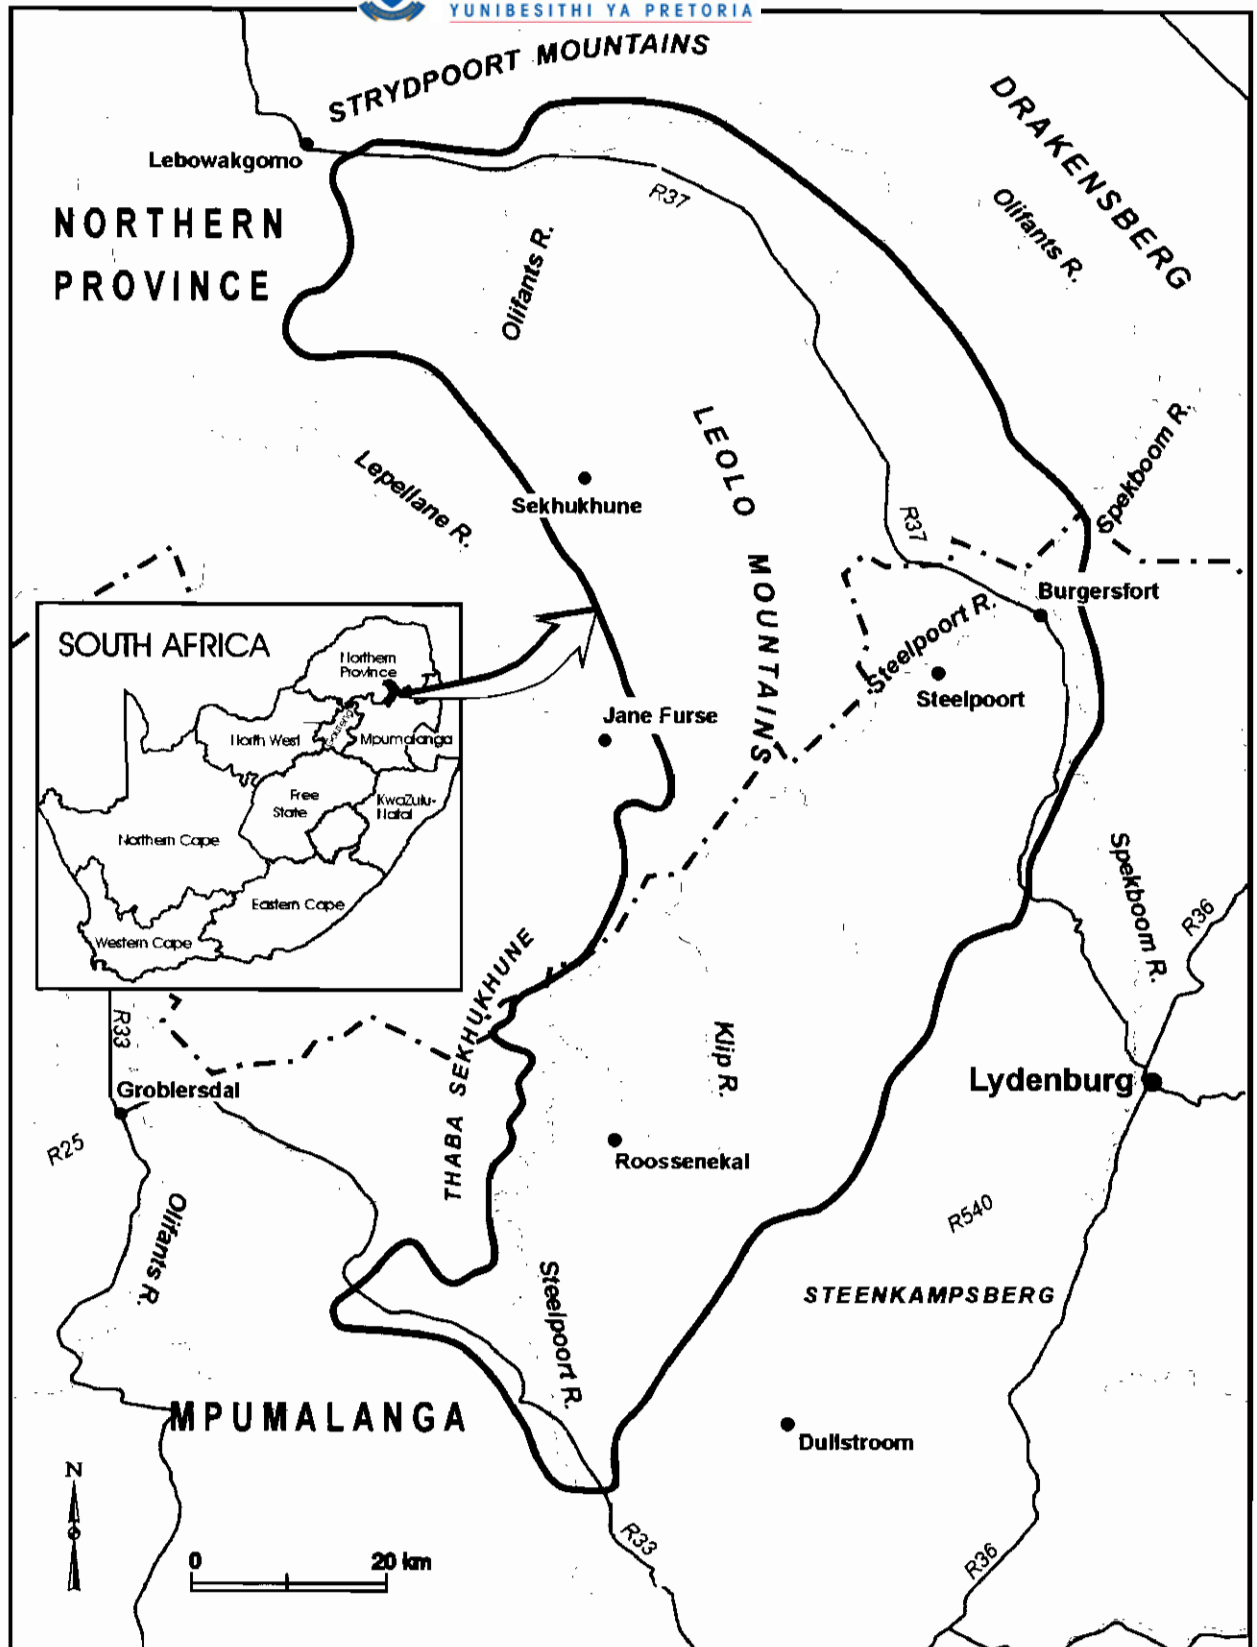 YUNIBESITHI YA PRETORIA
STRYDPOORT MOUNTAINS
DRAKENSBERG
Lebowakgomo
R37
Olifants R.
NORTHERN
PROVINCE
Olifants R.
LEOLO MOUNTAINS
Spekboom R.
Lepellane R.
Sekhukhune
R37
Burgersfort
Steelpoort R.
Steelpoort
SOUTH AFRICA
Northern
Province
North West
Gauteng
Mpumalanga
Free
State
KwaZulu-
Natal
Northern Cape
Eastern Cape
Western Cape
Jane Furse
Spekboom R.
R36
THABA SEKHUKHUNE
R33
Klip R.
Lydenburg
Groblersdal
R25
Roossenekal
Olifants R.
R540
Steelpoort R.
STEENKAMPSBERG
MPUMALANGA
Dullstroom
N
R33
R36
0 20 km